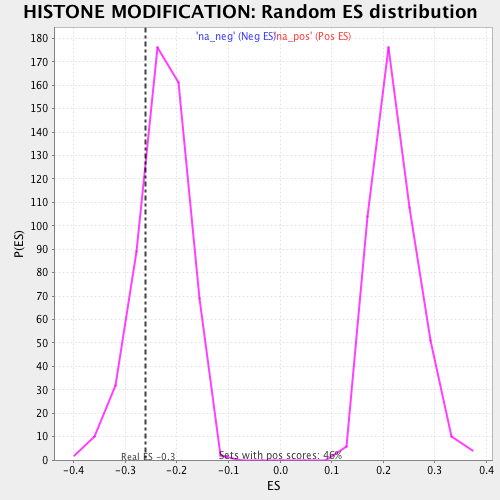 HISTONE MODIFICATION: Random ES distribution
'na_neg' (Neg ES)'na_pos' (Pos ES)
180
170
160
150
140
130
120
110
100
90
80
70
60
50
40
30
20
10
0
P(ES)
Real ES -0.3
Sets with pos scores: 46%
-0.4 -0.3 -0.2 -0.1 0.0 0.1 0.2 0.3 0.4
ES